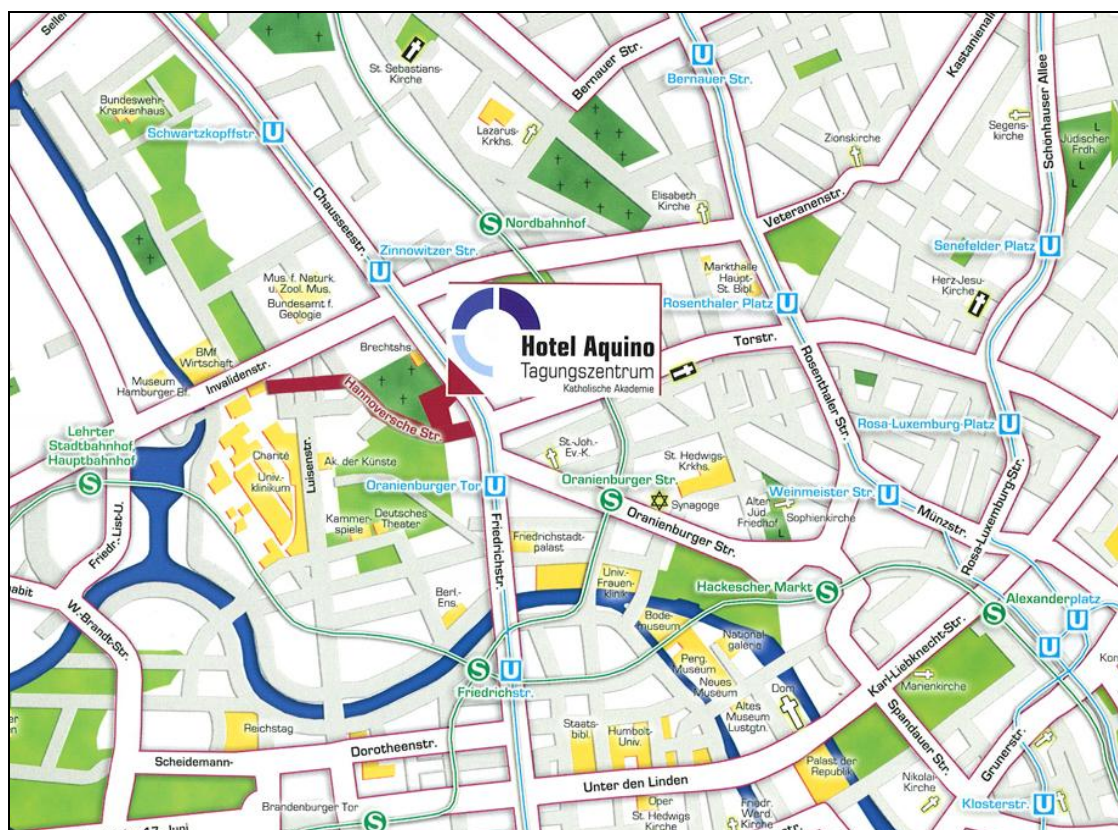 Bernauer Str.
St. Sebastians-
Kirche
U
Bernauer Str.
Kastanienal
Schönhauser Allee
Bundeswehr-
Krankenhaus
Schwartzkopffstr.
U
Lazarus-
Krkhs.
Zionskirche
Segens-
kirche
Jüdischer
Frdh.
L
L
L
Chausseestr.
Elisabeth
Kirche
Veteranenstr.
S
Nordbahnhof
Zinnowitzer Str.
U
Senefelder Platz
U
Mus. f. Naturk.
u. Zool. Mus.
Bundesamt f.
Geologie
Markthalle
Haupt-
St. Bibl.
Herz-Jesu-
Kirche
Rosenthaler Platz
U
Hotel Aquino
Tagungszentrum
Katholische Akademie
Torstr.
BMf
Wirtschaft
Brechtshs.
Museum
Hamburger Bf.
Invalidenstr.
Hannoversche Str.
Rosenthaler Str.
Rosa-Luxemburg-Platz
U
Lehrter
Stadtbahnhof,
Hauptbahnhof
S
Charité
Univ.-
klinikum
Luisenstr.
Ak. der Künste
St.-Joh.-
Ev.-K.
St. Hedwigs-
Krkhs.
Oranienburger Tor
U
Oranienburger Str.
S
Synagoge
Alter
Jüd
Friedhof
L
Sophienkirche
Weinmeister Str.
U
Münzstr.
Rosa-Luxemburg-Str.
Friedr.-List-U.
Kammer-
spiele
Deutsches
Theater
Friedrichstr.
Friedrichstadt-
palast
Oranienburger Str.
Univ.-
Frauen-
klinik
Hackescher Markt
S
Alexanderplatz
S
U
U
abit
W.-Brandt-Str.
Berl.-
Ens.
Bode-
museum
National
galerie
Perg.
Museum
Neues
Museum
Karl-Liebknecht-Str.
Marienkirche
S
U
Friedrichstr.
Dom
Altes
Museum
Lustgtn.
Spandauer Str.
Reichstag
Staats-
bibl.
Humbolt-
Univ.
Dorotheenstr.
Scheidemann-
Palast der
Republik
Grunerstr.
Unter den Linden
Nikolai-
Kirche
Brandenburger Tor
S
Oper
St. Hedwigs
Kirche
Friedr.
Werd.
Kirche
Klosterstr.
U